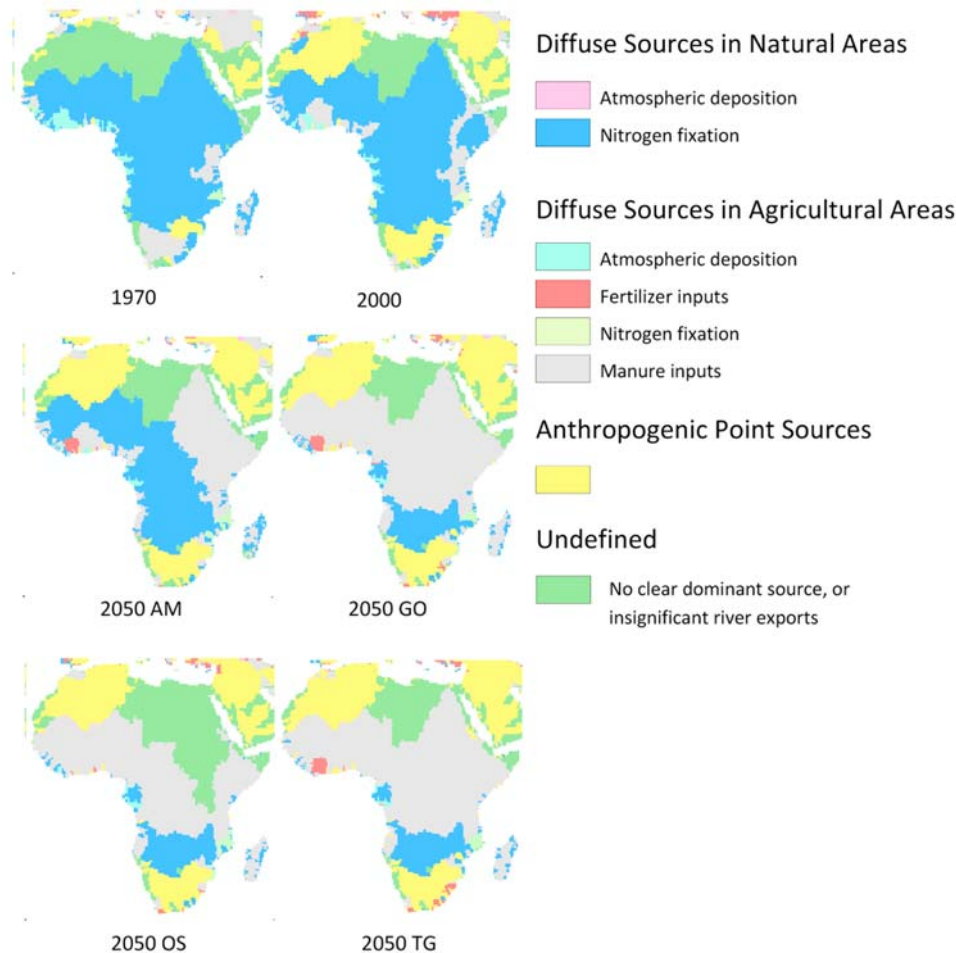 Diffuse Sources in Natural Areas
Atmospheric deposition
Nitrogen fixation
Diffuse Sources in Agricultural Areas
Atmospheric deposition
Fertilizer inputs
Nitrogen fixation
Manure inputs
Anthropogenic Point Sources
Undefined
No clear dominant source, or
insignificant river exports
1970
2000
2050 AM
2050 GO
2050 OS
2050 TG